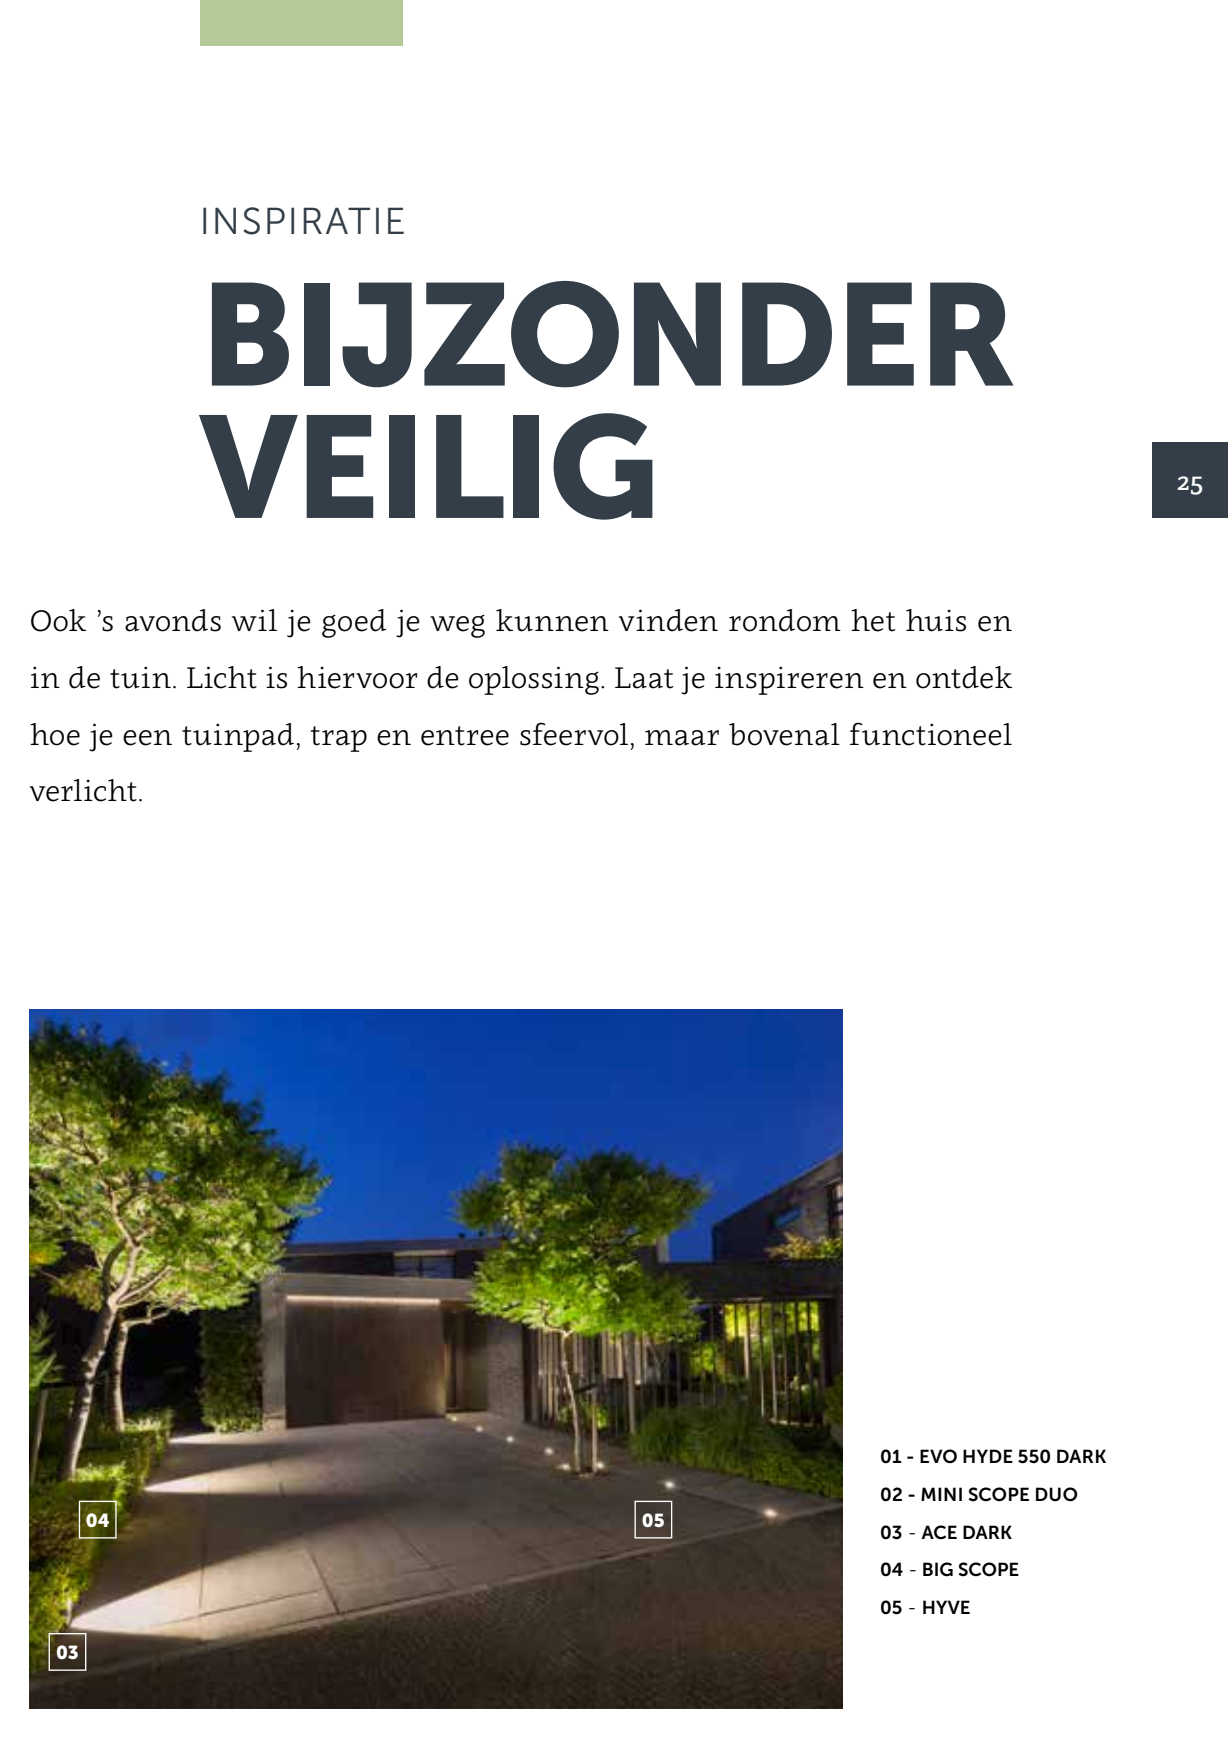 INSPIRATIE
BIJZONDER
VEILIG
25
Ook ’s avonds wil je goed je weg kunnen vinden rondom het huis en
in de tuin. Licht is hiervoor de oplossing. Laat je inspireren en ontdek
hoe je een tuinpad, trap en entree sfeervol, maar bovenal functioneel
verlicht.
04
05
03
01 - EVO HYDE 550 DARK
02 - MINI SCOPE DUO
03 - ACE DARK
04 - BIG SCOPE
05 - HYVE